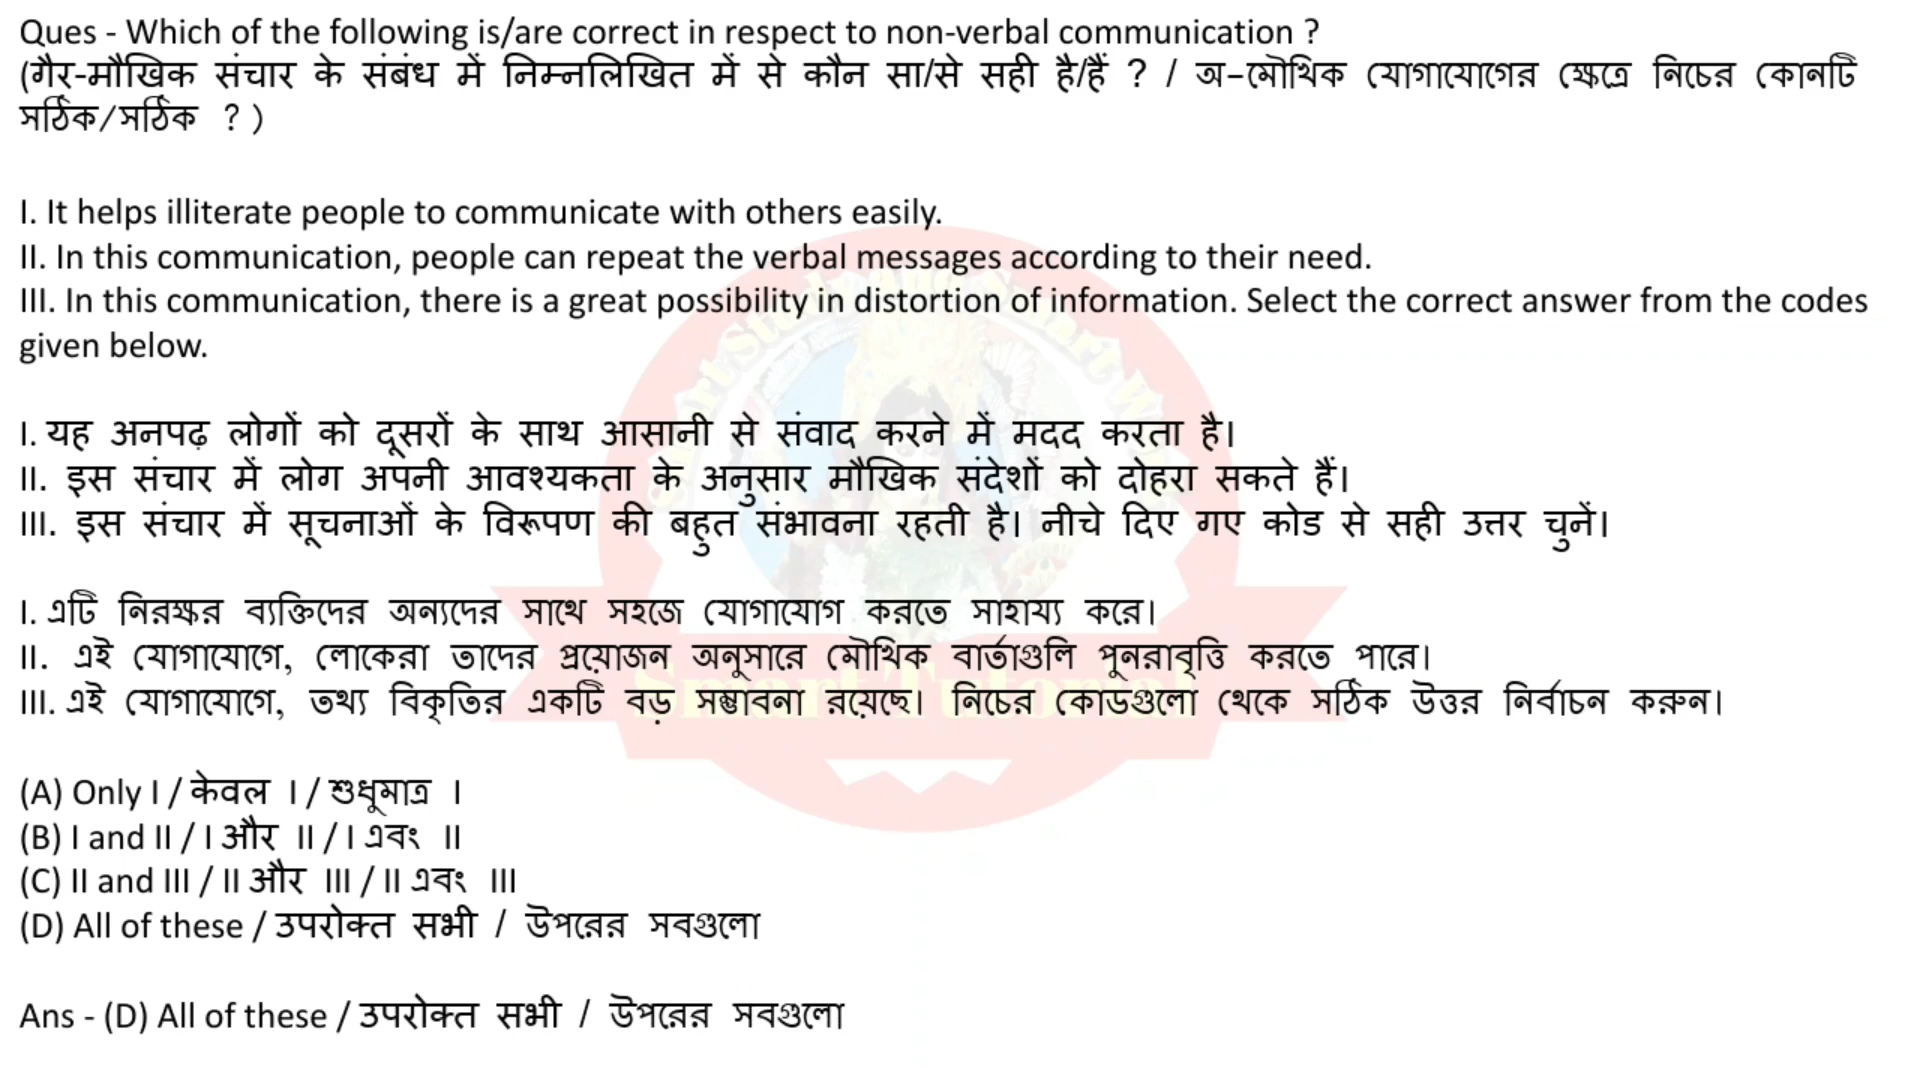 Ques - Which of the following is/are correct in respect to non-verbal communication ?
(गैर-मौखिक संचार के संबंध में निम्नलिखित में से कौन सा/से सही है/हैं ? / অ-মৌখিক যোগাযোগের ক্ষেত্রে নিচের কোনটি
সঠিক/সঠিক ? )
I. It helps illiterate people to communicate with others easily.
II. In this communication, people can repeat the verbal messages according to their need.
III. In this communication, there is a great possibility in distortion of information. Select the correct answer from the codes
given below.
I. यह अनपढ़ लोगों को दूसरों के साथ आसानी से संवाद करने में मदद करता है।
II. इस संचार में लोग अपनी आवश्यकता के अनुसार मौखिक संदेशों को दोहरा सकते हैं।
III. इस संचार में सूचनाओं के विरूपण की बहुत संभावना रहती है। नीचे दिए गए कोड से सही उत्तर चुनें।
I. এটি নিরক্ষর ব্যক্তিদের অন্যদের সাথে সহজে যোগাযোগ করতে সাহায্য করে।
II. এই যোগাযোগে, লোকেরা তাদের প্রয়োজন অনুসারে মৌখিক বার্তাগুলি পুনরাবৃত্তি করতে পারে।
III. এই যোগাযোগে, তথ্য বিকৃতির একটি বড় সম্ভাবনা রয়েছে। নিচের কোডগুলো থেকে সঠিক উত্তর নির্বাচন করুন।
(A) Only I / केवल I / শুধুমাত্র I
(B) I and II / I और II / I এবং II
(C) II and III / II और III / II এবং III
(D) All of these / उपरोक्त सभी / উপরের সবগুলো
Ans - (D) All of these / उपरोक्त सभी / উপরের সবগুলো
Smart Tutorial